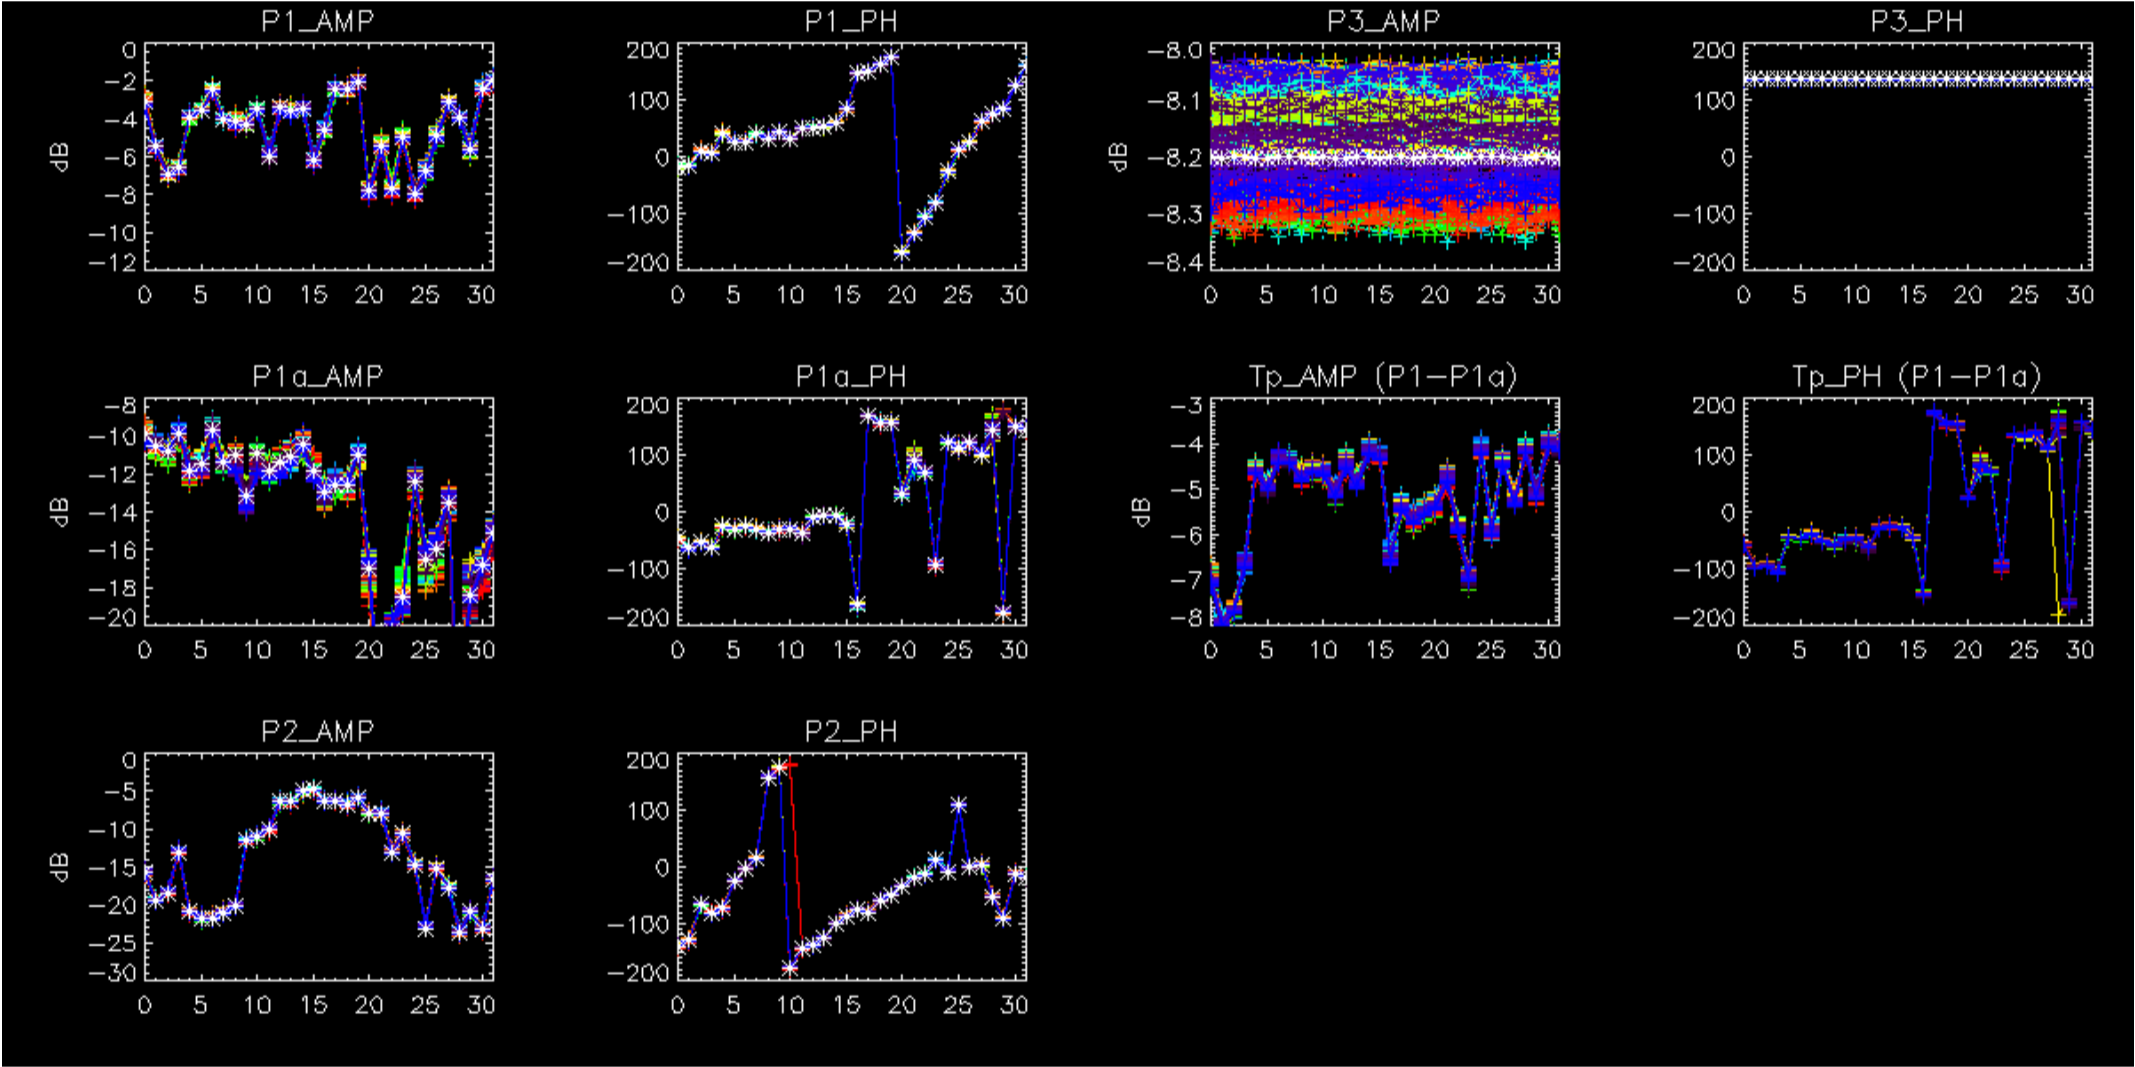 P1_AMP P1_PH P3_AMP P3_PH
0 −2 −4 −6 −8 −10 −12
dB
0 5 10 15 20 25 30
200 100 0 −100 −200
0 5 10 15 20 25 30
−8.0 −8.1 −8.2 −8.3 −8.4
dB
0 5 10 15 20 25 30
200 100 0 −100 −200
0 5 10 15 20 25 30
P1a_AMP P1a_PH Tp_AMP (P1−P1a) Tp_PH (P1−P1a)
−8 −10 −12 −14 −16 −18 −20
dB
0 5 10 15 20 25 30
200 100 0 −100 −200
0 5 10 15 20 25 30
−3 −4 −5 −6 −7 −8
dB
0 5 10 15 20 25 30
200 100 0 −100 −200
0 5 10 15 20 25 30
P2_AMP P2_PH
0 −5 −10 −15 −20 −25 −30
dB
0 5 10 15 20 25 30
200 100 0 −100 −200
0 5 10 15 20 25 30